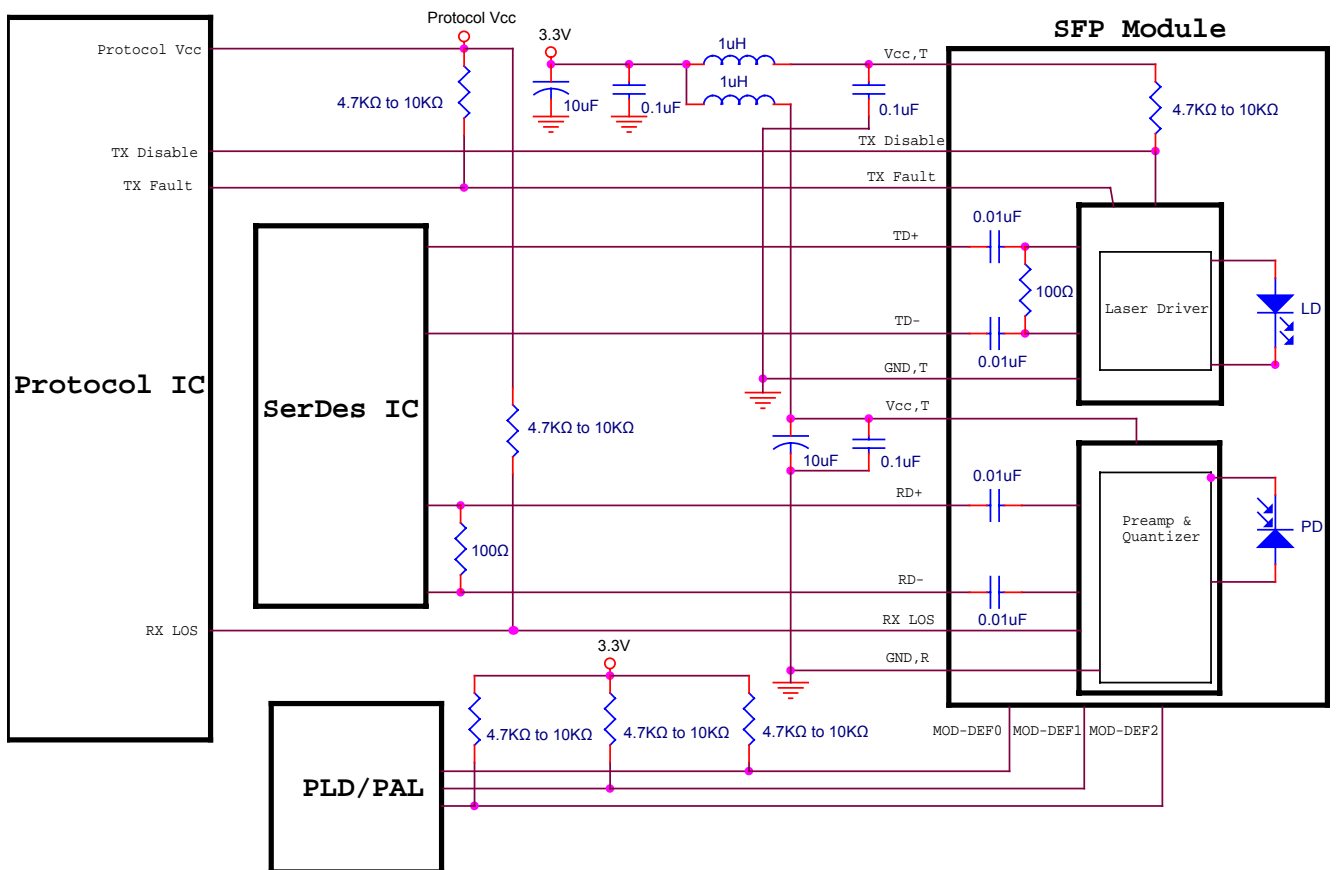 Protocol Vcc
SFP Module
3.3V
1uH
Vcc,T
Protocol Vcc
1uH
4.7KΩ to 10KΩ
10uF
0.1uF
0.1uF
4.7KΩ to 10KΩ
TX Disable
TX Disable
TX Fault
TX Fault
0.01uF
TD+
100Ω
Laser Driver
LD
TD-
0.01uF
GND,T
Protocol IC
SerDes IC
Vcc,T
4.7KΩ to 10KΩ
10uF
0.1uF
0.01uF
RD+
Preamp &
Quantizer
PD
100Ω
RD-
0.01uF
RX LOS
RX LOS
GND,R
3.3V
4.7KΩ to 10KΩ
4.7KΩ to 10KΩ
4.7KΩ to 10KΩ
MOD-DEF0
MOD-DEF1
MOD-DEF2
PLD/PAL